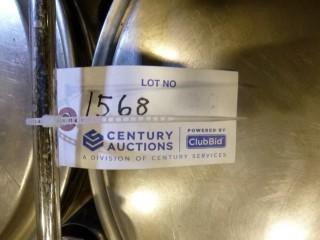 LOT NO
1568
CENTURY AUCTIONS
POWERED BY
ClubBid
A DIVISION OF CENTURY SERVICES